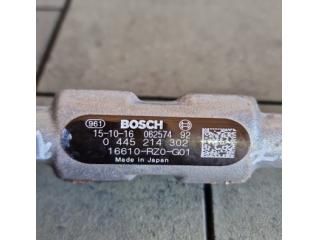 961 BOSCH
15-10-16 062574 92
0 445 214 302
16610-RZ0-G01
Made in Japan